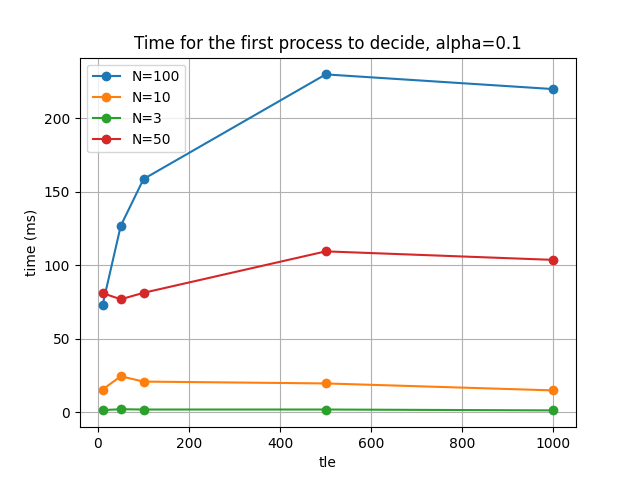 Time for the first process to decide, alpha=0.1
N=100
N=10
N=3
N=50
time (ms)
200
150
100
50
0
0 200 400 600 800 1000
tle